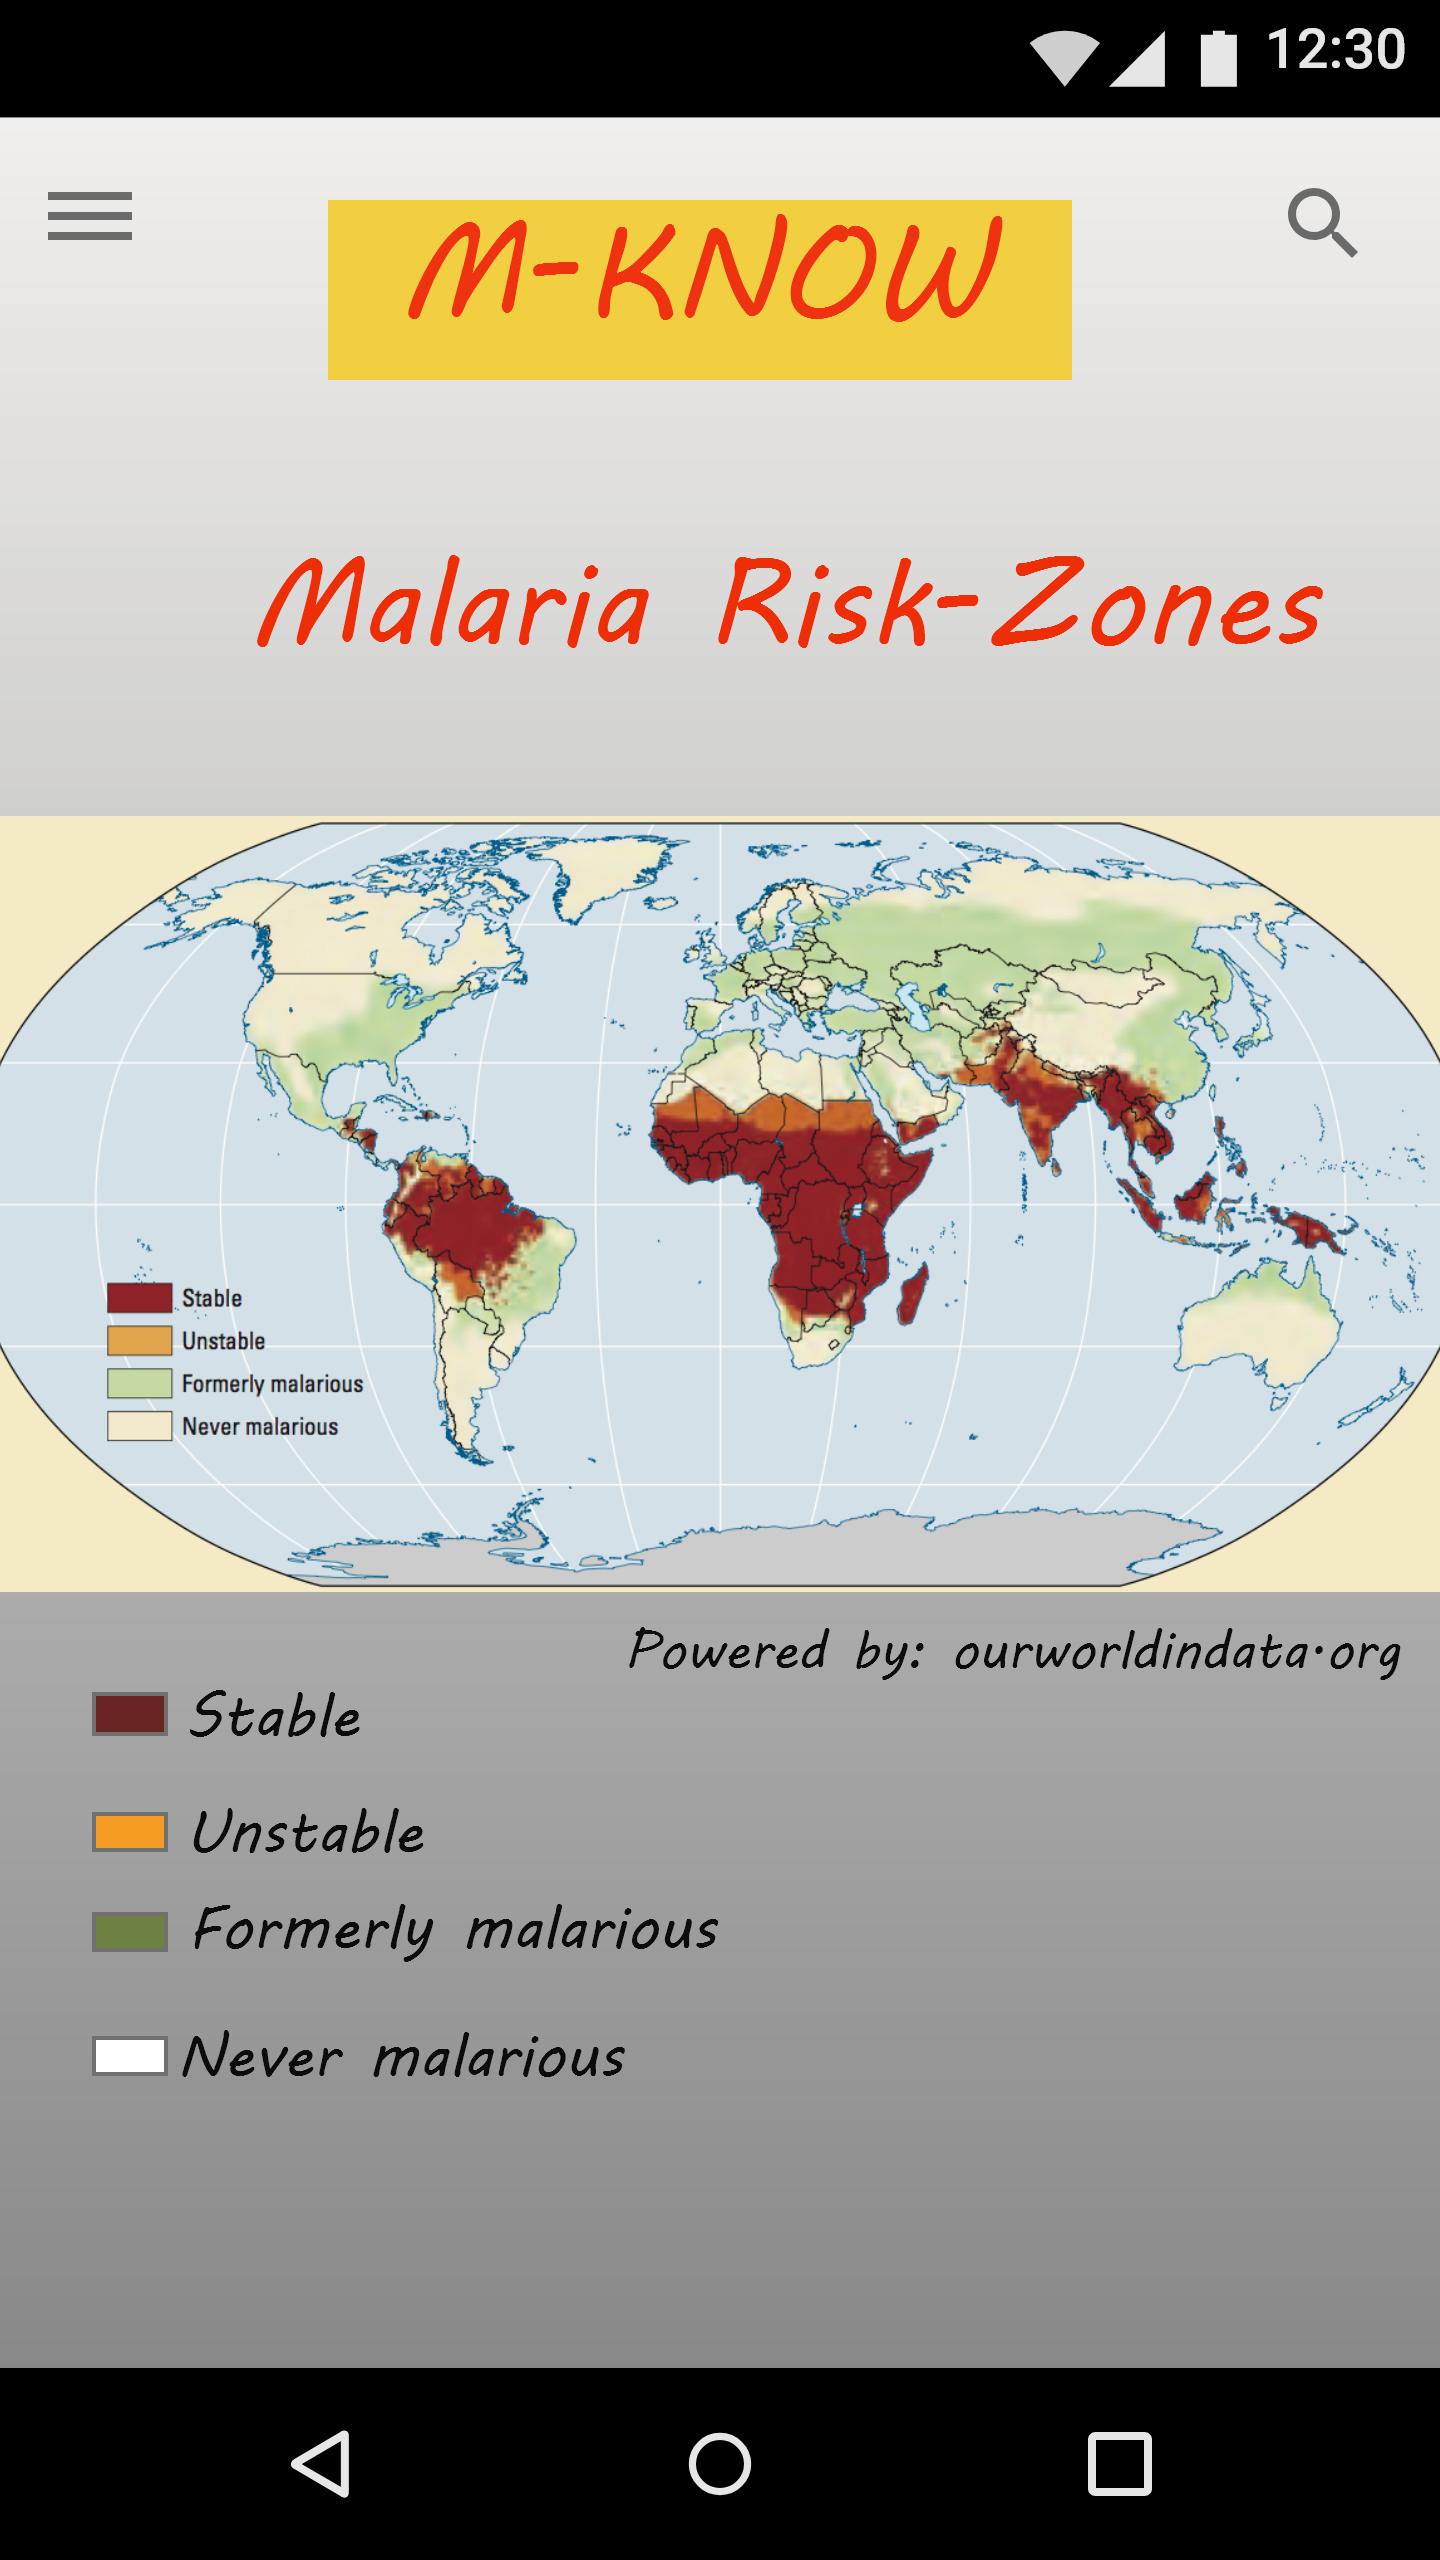 12:30
M-KNOW
Malaria Risk-Zones
Stable
Unstable
Formerly malarious
Never malarious
Powered by: ourworldindata.org
Stable
Unstable
Formerly malarious
Never malarious